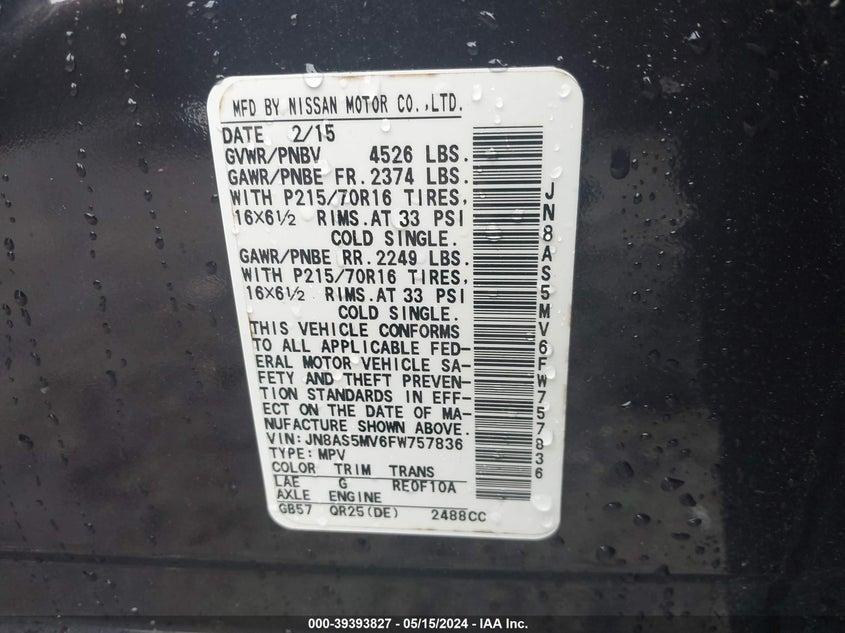 MFD BY NISSAN MOTOR CO.,LTD.
DATE 2/15
GVWR/PNBV 4526 LBS.
GAWR/PNBE FR. 2374 LBS.
WITH P215/70R16 TIRES,
16×6½ RIMS.AT 33 PSI
COLD SINGLE.
GAWR/PNBE RR. 2249 LBS.
WITH P215/70R16 TIRES,
16×6½ RIMS.AT 33 PSI
COLD SINGLE.
THIS VEHICLE CONFORMS
TO ALL APPLICABLE FED-
ERAL MOTOR VEHICLE SA-
FETY AND THEFT PREVEN-
TION STANDARDS IN EFF-
ECT ON THE DATE OF MA-
NUFACTURE SHOWN ABOVE.
VIN: JN8AS5MV6FW757836
TYPE: MPV
COLOR TRIM TRANS
LAE G RE0F10A
AXLE ENGINE
GB57 QR25(DE) 2488CC
JN8AS5MV6FW757836
000-39393827 - 05/15/2024 - IAA Inc.